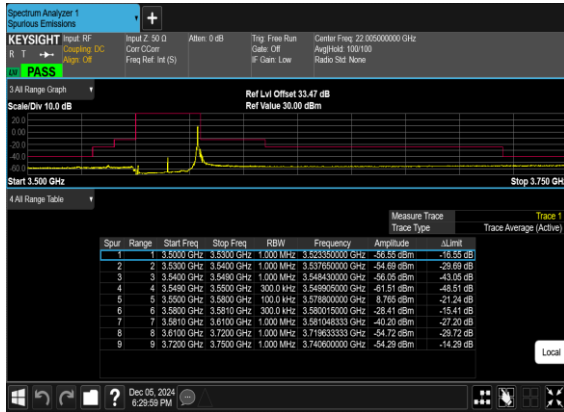 Spectrum Analyzer 1
Spurious Emissions
KEYSIGHT Input: RF Input Z: 50 Ω Atten: 0 dB Trig: Free Run Center Freq: 22.005000000 GHz
R T Coupling: DC Corr CCorr Gate: Off Avg|Hold: 100/100
Align: Off Freq Ref: Int (S) IF Gain: Low Radio Std: None
PASS
3 All Range Graph
Ref Lvl Offset 33.47 dB
Scale/Div 10.0 dB Ref Value 30.00 dBm
20.0
0.00
-20.0
-40.0
-60.0
Start 3.500 GHz Stop 3.750 GHz
4 All Range Table
Measure Trace Trace 1
Trace Type Trace Average (Active)
Spur Range Start Freq Stop Freq RBW Frequency Amplitude ΔLimit
1 1 3.5000 GHz 3.5300 GHz 1.000 MHz 3.523350000 GHz -56.55 dBm -16.55 dB
2 2 3.5300 GHz 3.5400 GHz 1.000 MHz 3.537650000 GHz -54.69 dBm -29.69 dB
3 3 3.5400 GHz 3.5490 GHz 1.000 MHz 3.548430000 GHz -56.05 dBm -43.05 dB
4 4 3.5490 GHz 3.5500 GHz 300.0 kHz 3.549905000 GHz -61.51 dBm -48.51 dB
5 5 3.5500 GHz 3.5800 GHz 100.0 kHz 3.578800000 GHz 8.765 dBm -21.24 dB
6 6 3.5800 GHz 3.5810 GHz 300.0 kHz 3.580015000 GHz -28.41 dBm -15.41 dB
7 7 3.5810 GHz 3.6100 GHz 1.000 MHz 3.581048333 GHz -40.20 dBm -27.20 dB
8 8 3.6100 GHz 3.7200 GHz 1.000 MHz 3.719633333 GHz -54.72 dBm -29.72 dB
9 9 3.7200 GHz 3.7500 GHz 1.000 MHz 3.740600000 GHz -54.29 dBm -14.29 dB
Local
? Dec 05, 2024
6:29:59 PM